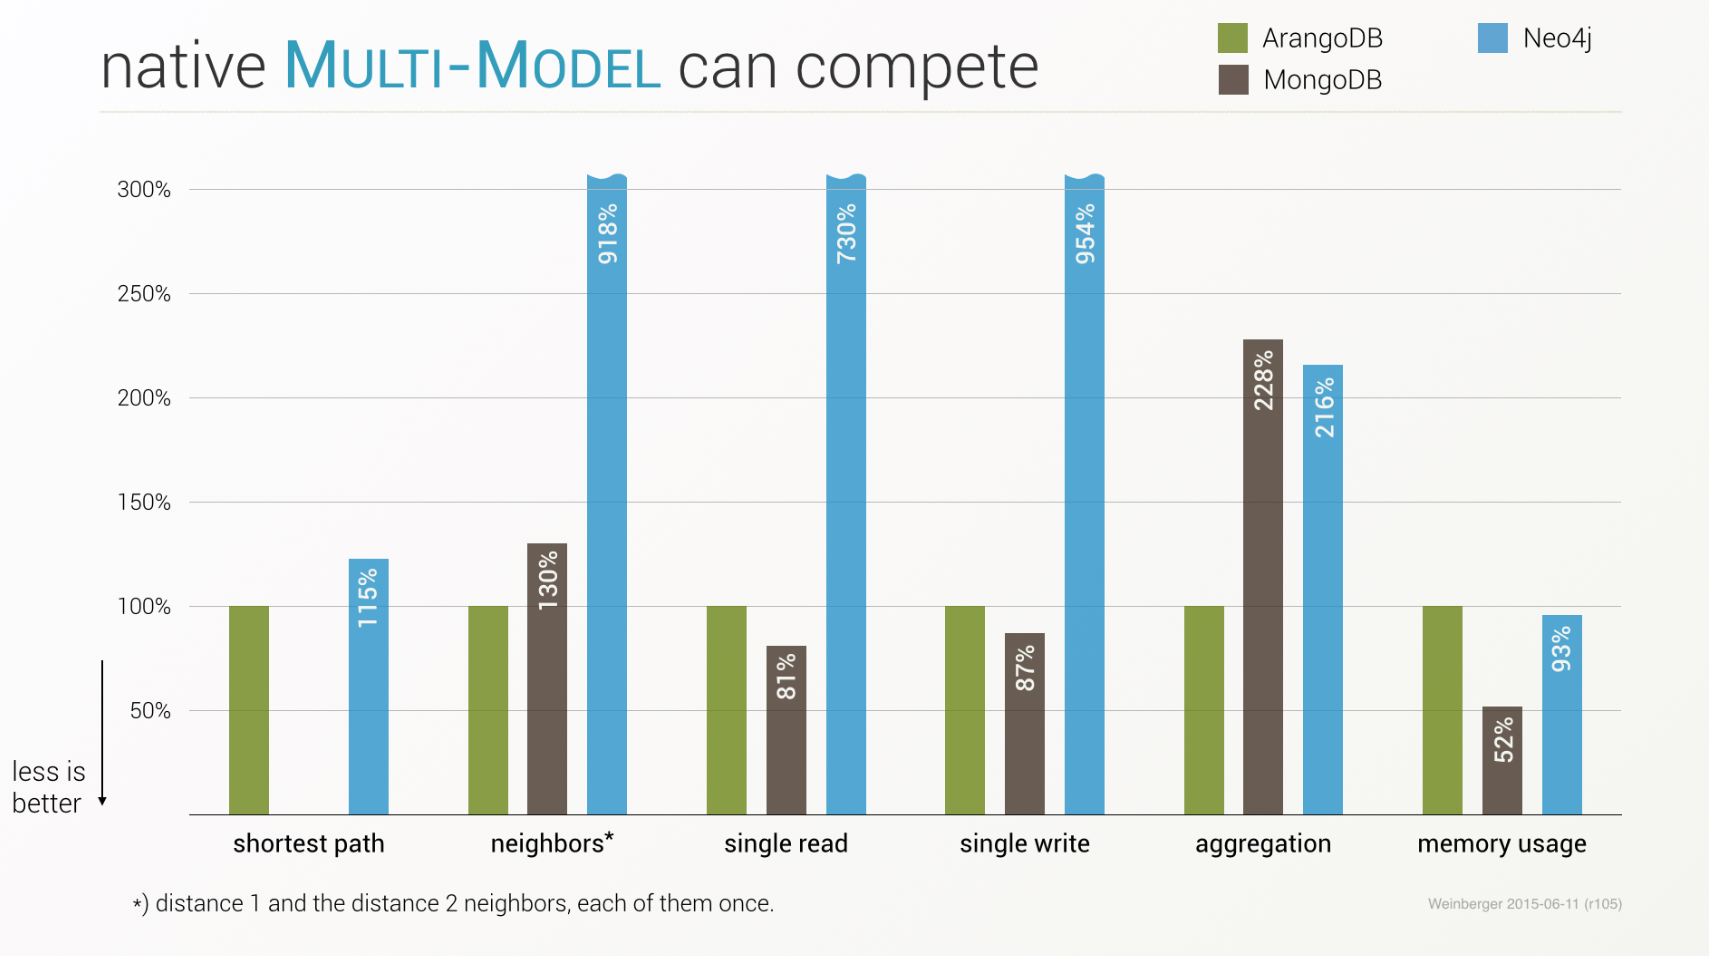 native MULTI-MODEL can compete
ArangoDB
Neo4j
MongoDB
300%
250%
200%
150%
100%
50%
less is
better
115%
130%
918%
81%
730%
87%
954%
228%
216%
52%
93%
shortest path
neighbors*
single read
single write
aggregation
memory usage
*) distance 1 and the distance 2 neighbors, each of them once.
Weinberger 2015-06-11 (r105)